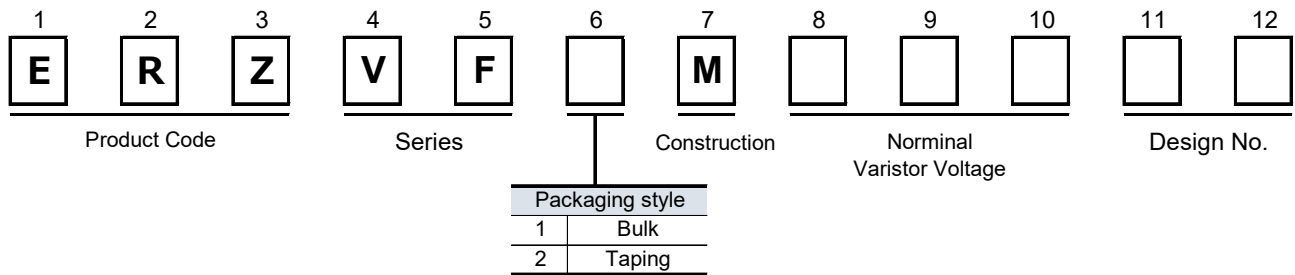 1 2 3 4 5 6 7 8 9 10 11 12
E R Z V F M
Product Code Series Construction Norminal Varistor Voltage Design No.
Packaging style
1 Bulk
2 Taping